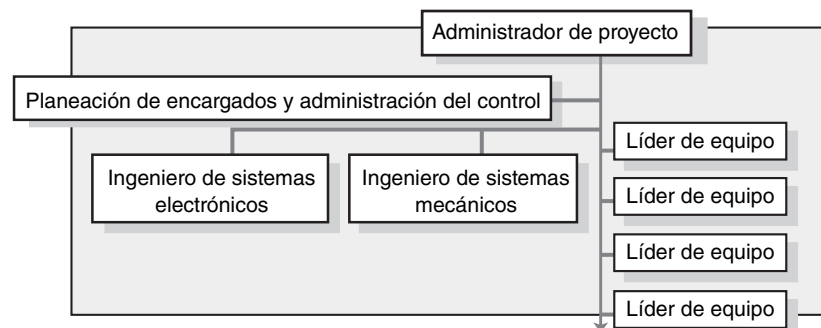 Administrador de proyecto
Planeación de encargados y administración del control
Líder de equipo
Ingeniero de sistemas
electrónicos
Ingeniero de sistemas
mecánicos
Líder de equipo
Líder de equipo
Líder de equipo